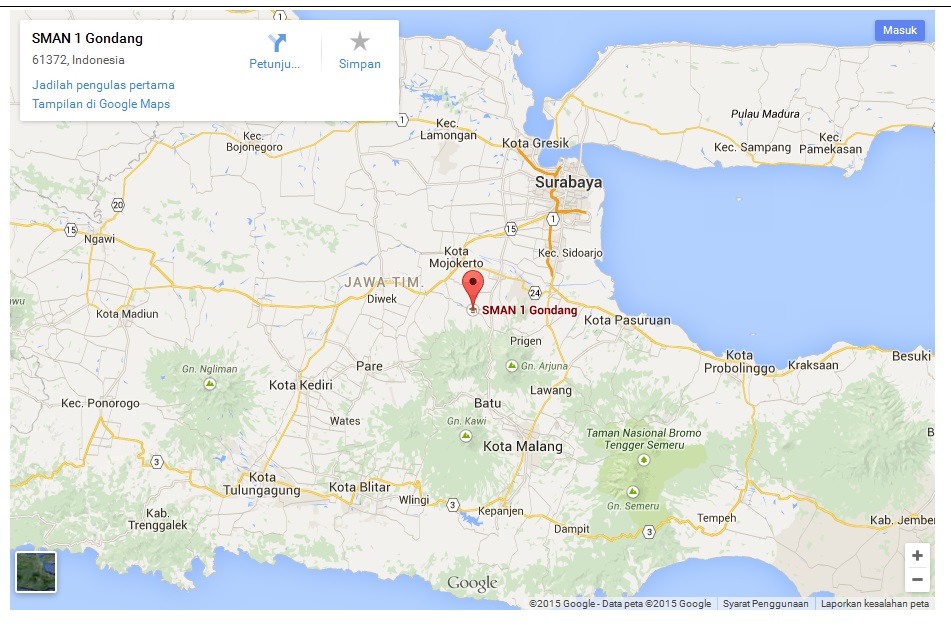 SMAN 1 Gondang
61372, Indonesia
Jadilah pengulas pertama
Tampilan di Google Maps
Petunju...
Simpan
Masuk
1
1
Kec.
Lamongan
Kec.
Bojonegoro
Kota Gresik
Pulau Madura
Kec. Sampang
Kec.
Pamekasan
Surabaya
20
15
Ngawi
1
15
Kota
Mojokerto
Kec. Sidoarjo
JAWA TIM.
Diwek
24
SMAN 1 Gondang
Kota Pasuruan
wu
Kota Madiun
Prigen
Gn. Ngliman
Pare
Gn. Arjuna
Kota
Probolinggo
Kraksaan
Besuki
Kota Kediri
Lawang
Kec. Ponorogo
Batu
Wates
Gn. Kawi
Kota Malang
Taman Nasional Bromo
Tengger Semeru
B
3
Kota
Tulungagung
Kota Blitar
Wlingi
3
Kepanjen
Gn. Semeru
Kab.
Trenggalek
Dampit
3
Tempeh
Kab. Jember
Google
+
−
©2015 Google - Data peta ©2015 Google
Syarat Penggunaan
Laporkan kesalahan peta